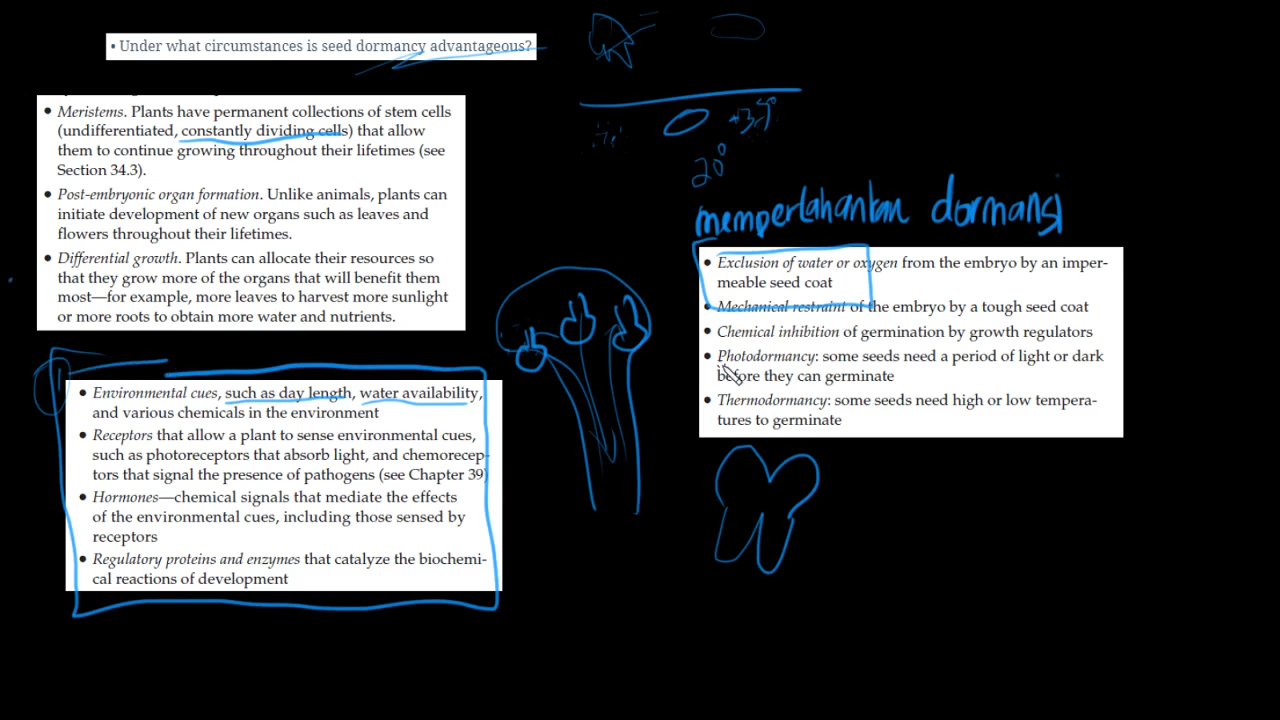 • Under what circumstances is seed dormancy advantageous?
• Meristems. Plants have permanent collections of stem cells
(undifferentiated, constantly dividing cells) that allow
them to continue growing throughout their lifetimes (see
Section 34.3).
• Post-embryonic organ formation. Unlike animals, plants can
initiate development of new organs such as leaves and
flowers throughout their lifetimes.
• Differential growth. Plants can allocate their resources so
that they grow more of the organs that will benefit them
most—for example, more leaves to harvest more sunlight
or more roots to obtain more water and nutrients.
• Environmental cues, such as day length, water availability,
and various chemicals in the environment
• Receptors that allow a plant to sense environmental cues,
such as photoreceptors that absorb light, and chemorecep-
tors that signal the presence of pathogens (see Chapter 39)
• Hormones—chemical signals that mediate the effects
of the environmental cues, including those sensed by
receptors
• Regulatory proteins and enzymes that catalyze the biochemi-
cal reactions of development
20°
mempertahankan dormansi
• Exclusion of water or oxygen from the embryo by an imper-
meable seed coat
• Mechanical restraint of the embryo by a tough seed coat
• Chemical inhibition of germination by growth regulators
• Photodormancy: some seeds need a period of light or dark
before they can germinate
• Thermodormancy: some seeds need high or low tempera-
tures to germinate